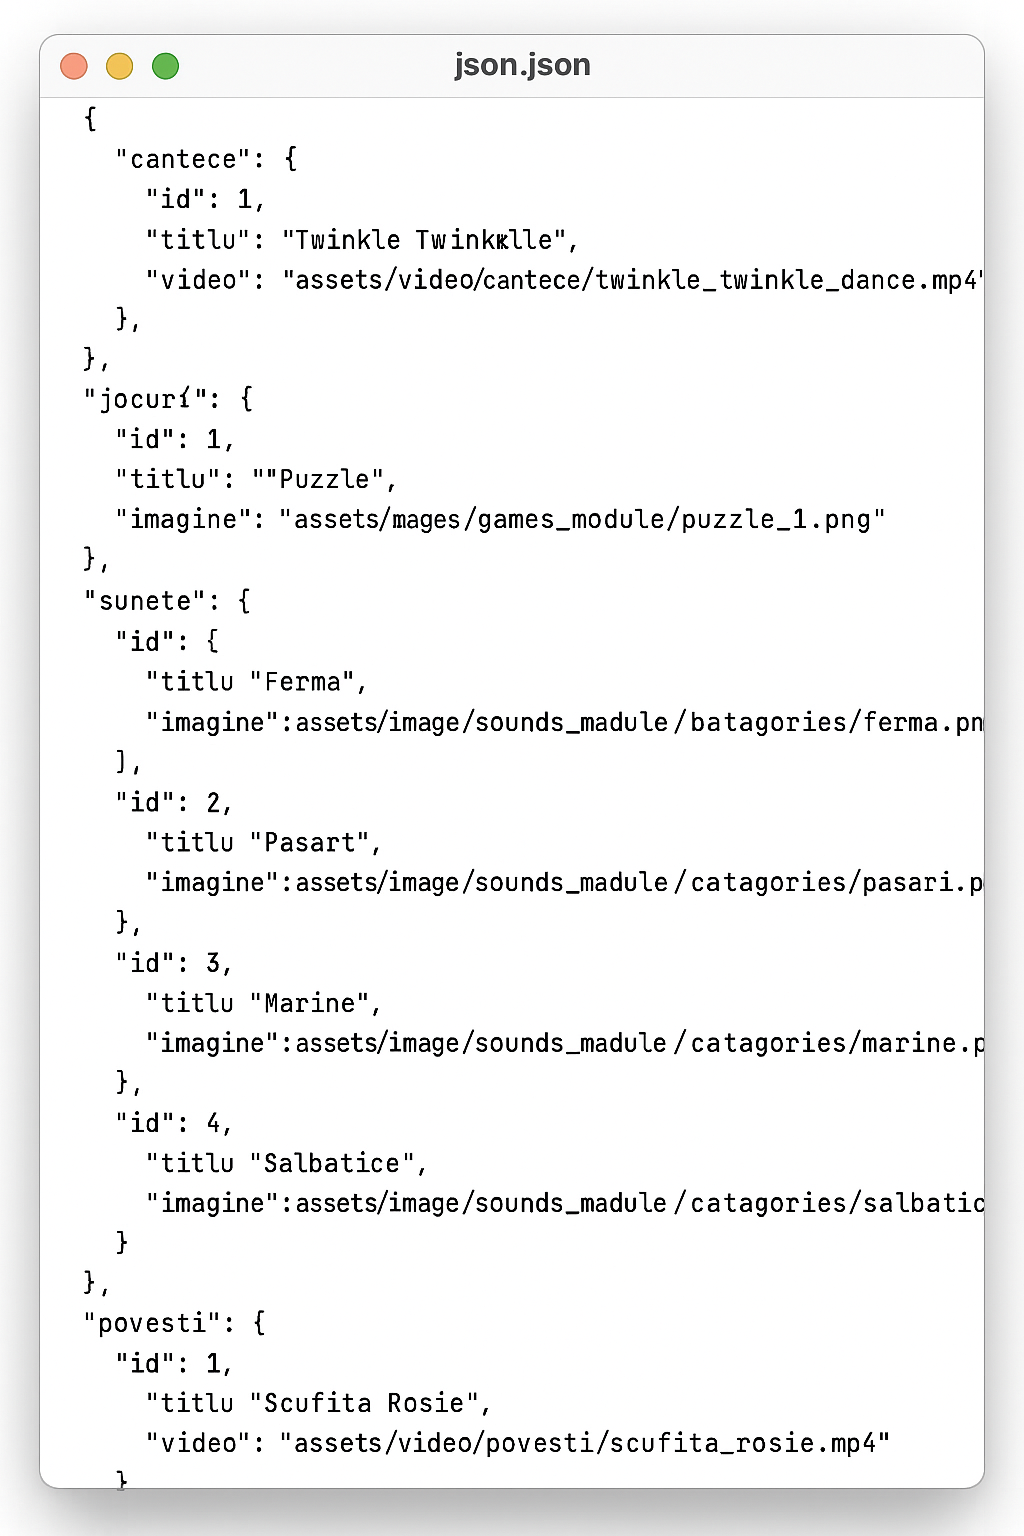 json.json
{
"cantece": {
"id": 1,
"titlu": "Twinkle
"video": "assets/video/cantece/twinkle_twinkle_dance.mp4"
},
},
"jocuri": {
"id": 1,
"titlu": ""Puzzle",
"imagine": "assets/mages/games_module/puzzle_1.png"
},
"sunete": {
"id": {
"titlu "Ferma",
"imagine":assets/image/sounds_madule/batagories/ferma.pn
],
"id": 2,
"titlu "Pasart",
"imagine":assets/image/sounds_madule/catagories/pasari.p
},
"id": 3,
"titlu "Marine",
"imagine":assets/image/sounds_madule/catagories/marine.p
},
"id": 4,
"titlu "Salbatice",
"imagine":assets/image/sounds_madule/catagories/salbatic
}
},
"povesti": {
"id": 1,
"titlu "Scufita Rosie",
"video": "assets/video/povesti/scufita_rosie.mp4"
}